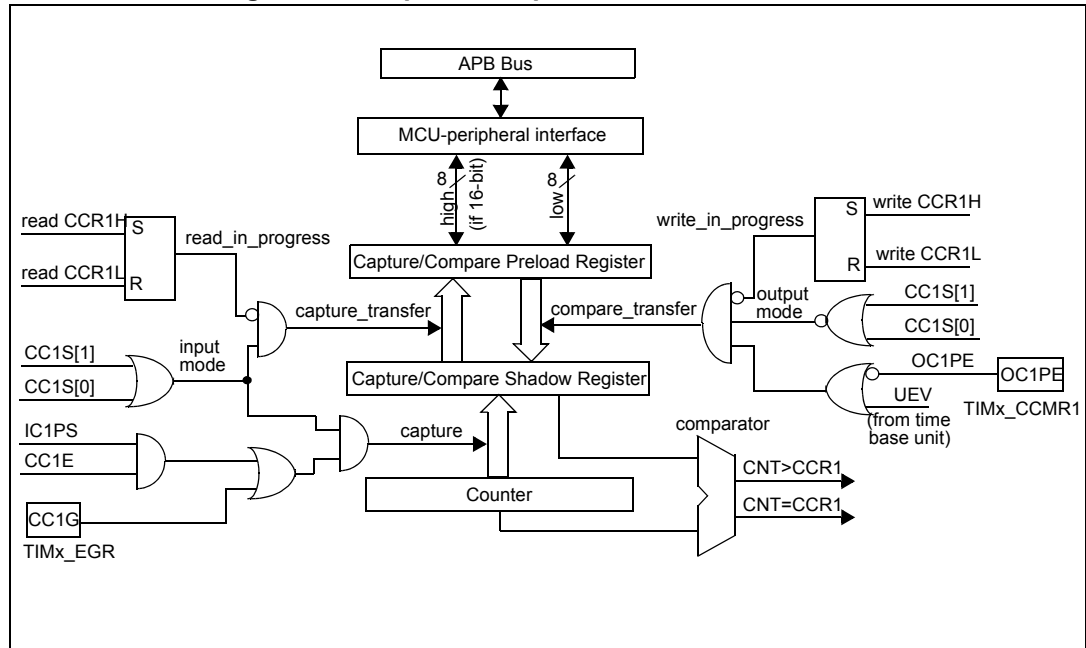 APB Bus
MCU-peripheral interface
8
high
(if 16-bit)
8
low
read CCR1H
S
read_in_progress
read CCR1L
R
write_in_progress
S
write CCR1H
R
write CCR1L
Capture/Compare Preload Register
capture_transfer
compare_transfer
output
mode
CC1S[1]
CC1S[0]
CC1S[1]
input
mode
CC1S[0]
Capture/Compare Shadow Register
OC1PE
OC1PE
UEV
TIMx_CCMR1
(from time
base unit)
IC1PS
CC1E
capture
comparator
CNT>CCR1
Counter
CNT=CCR1
CC1G
TIMx_EGR